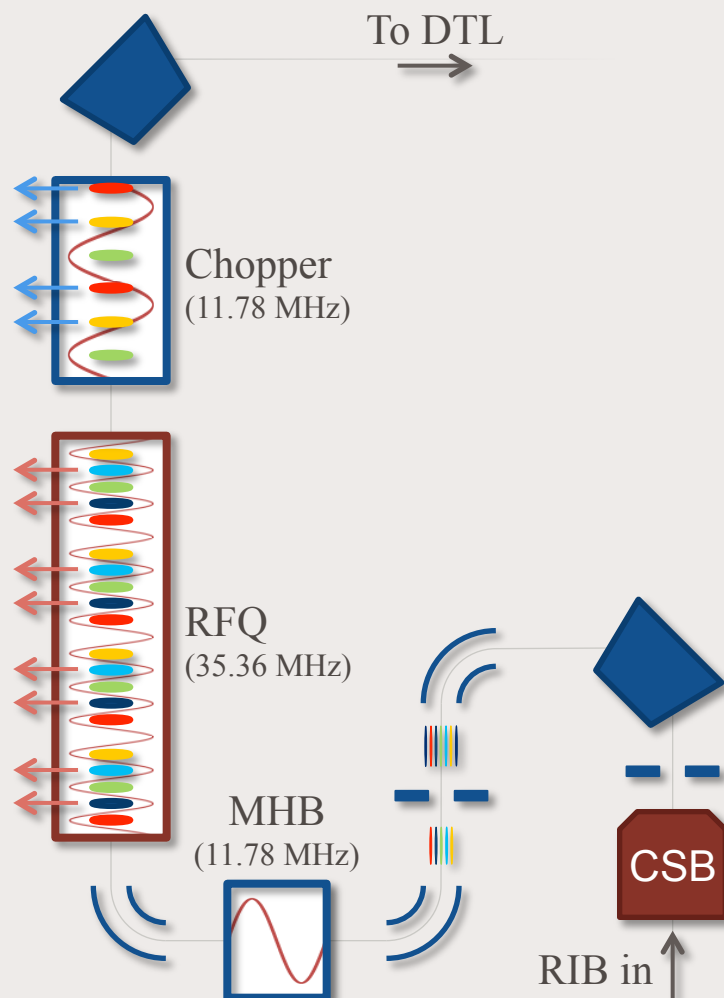 To DTL
Chopper
(11.78 MHz)
RFQ
(35.36 MHz)
MHB
(11.78 MHz)
CSB
RIB in